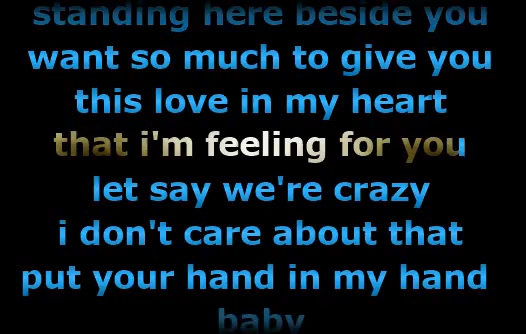 standing here beside you
want so much to give you
this love in my heart
that i'm feeling for you
let say we're crazy
i don't care about that
put your hand in my hand
baby